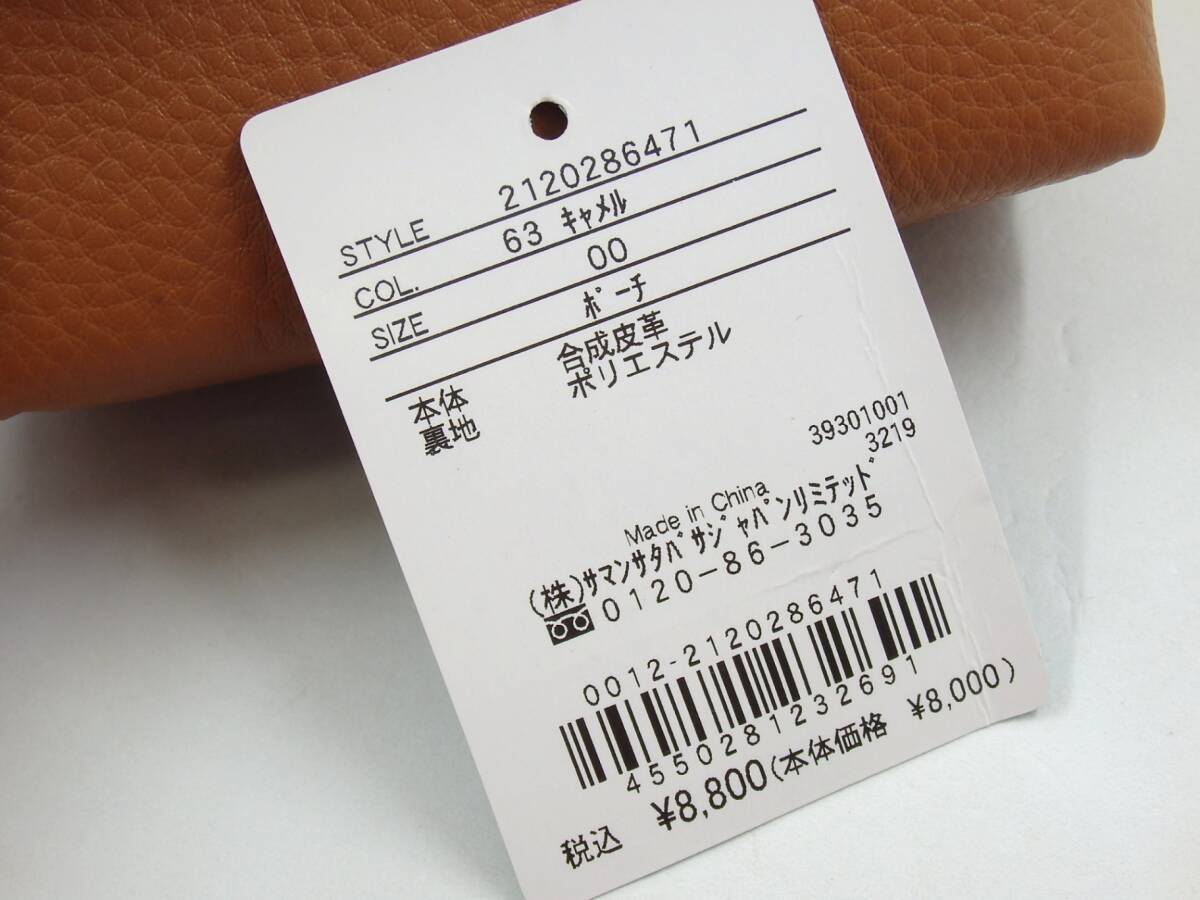 STYLE 2120286471
COL. 63 ｷｬﾒﾙ
SIZE 00
ﾎﾟｰﾁ
本体 合成皮革
裏地 ポリエステル
39301001
3219
Made in China
(株)ｻﾏﾝｻﾀﾊﾞｻｼﾞｬﾊﾟﾝﾘﾐﾃｯﾄﾞ
0120-86-3035
0012-2120286471
4550281232691
税込 ¥8,800(本体価格 ¥8,000)